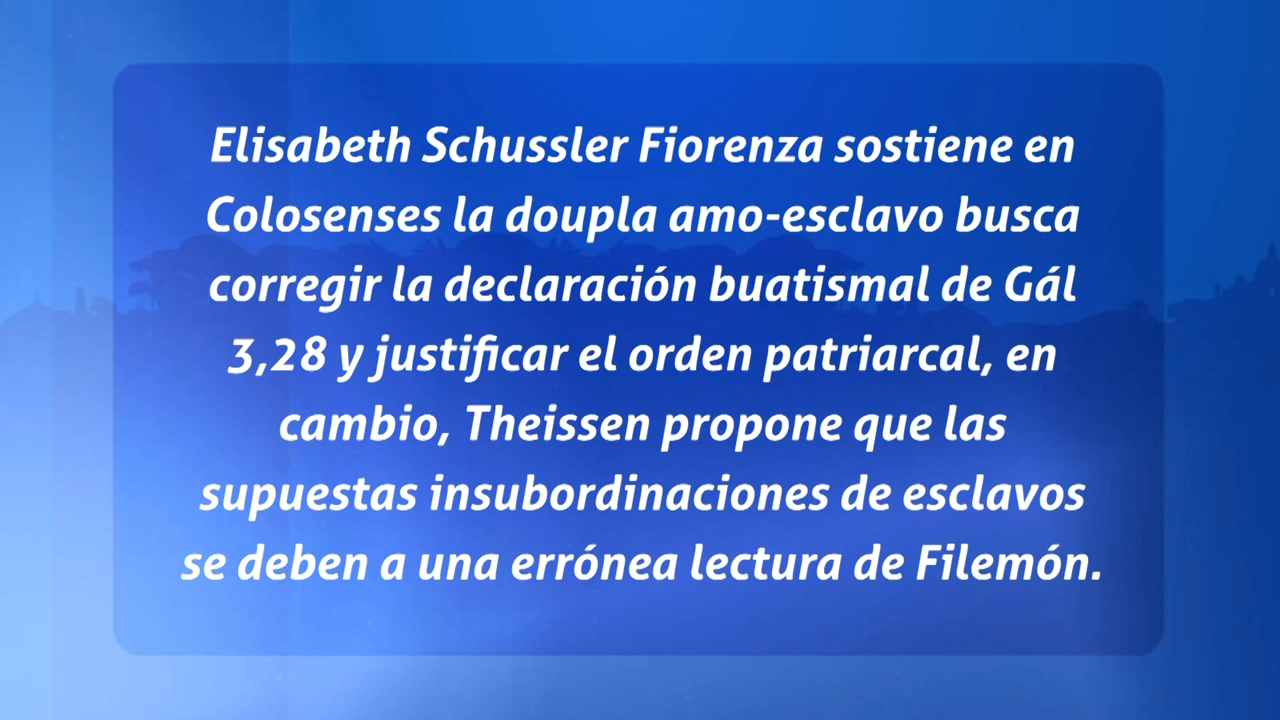 Elisabeth Schussler Fiorenza sostiene en
Colosenses la doupla amo-esclavo busca
corregir la declaración buatismal de Gál
3,28 y justificar el orden patriarcal, en
cambio, Theissen propone que las
supuestas insubordinaciones de esclavos
se deben a una errónea lectura de Filemón.